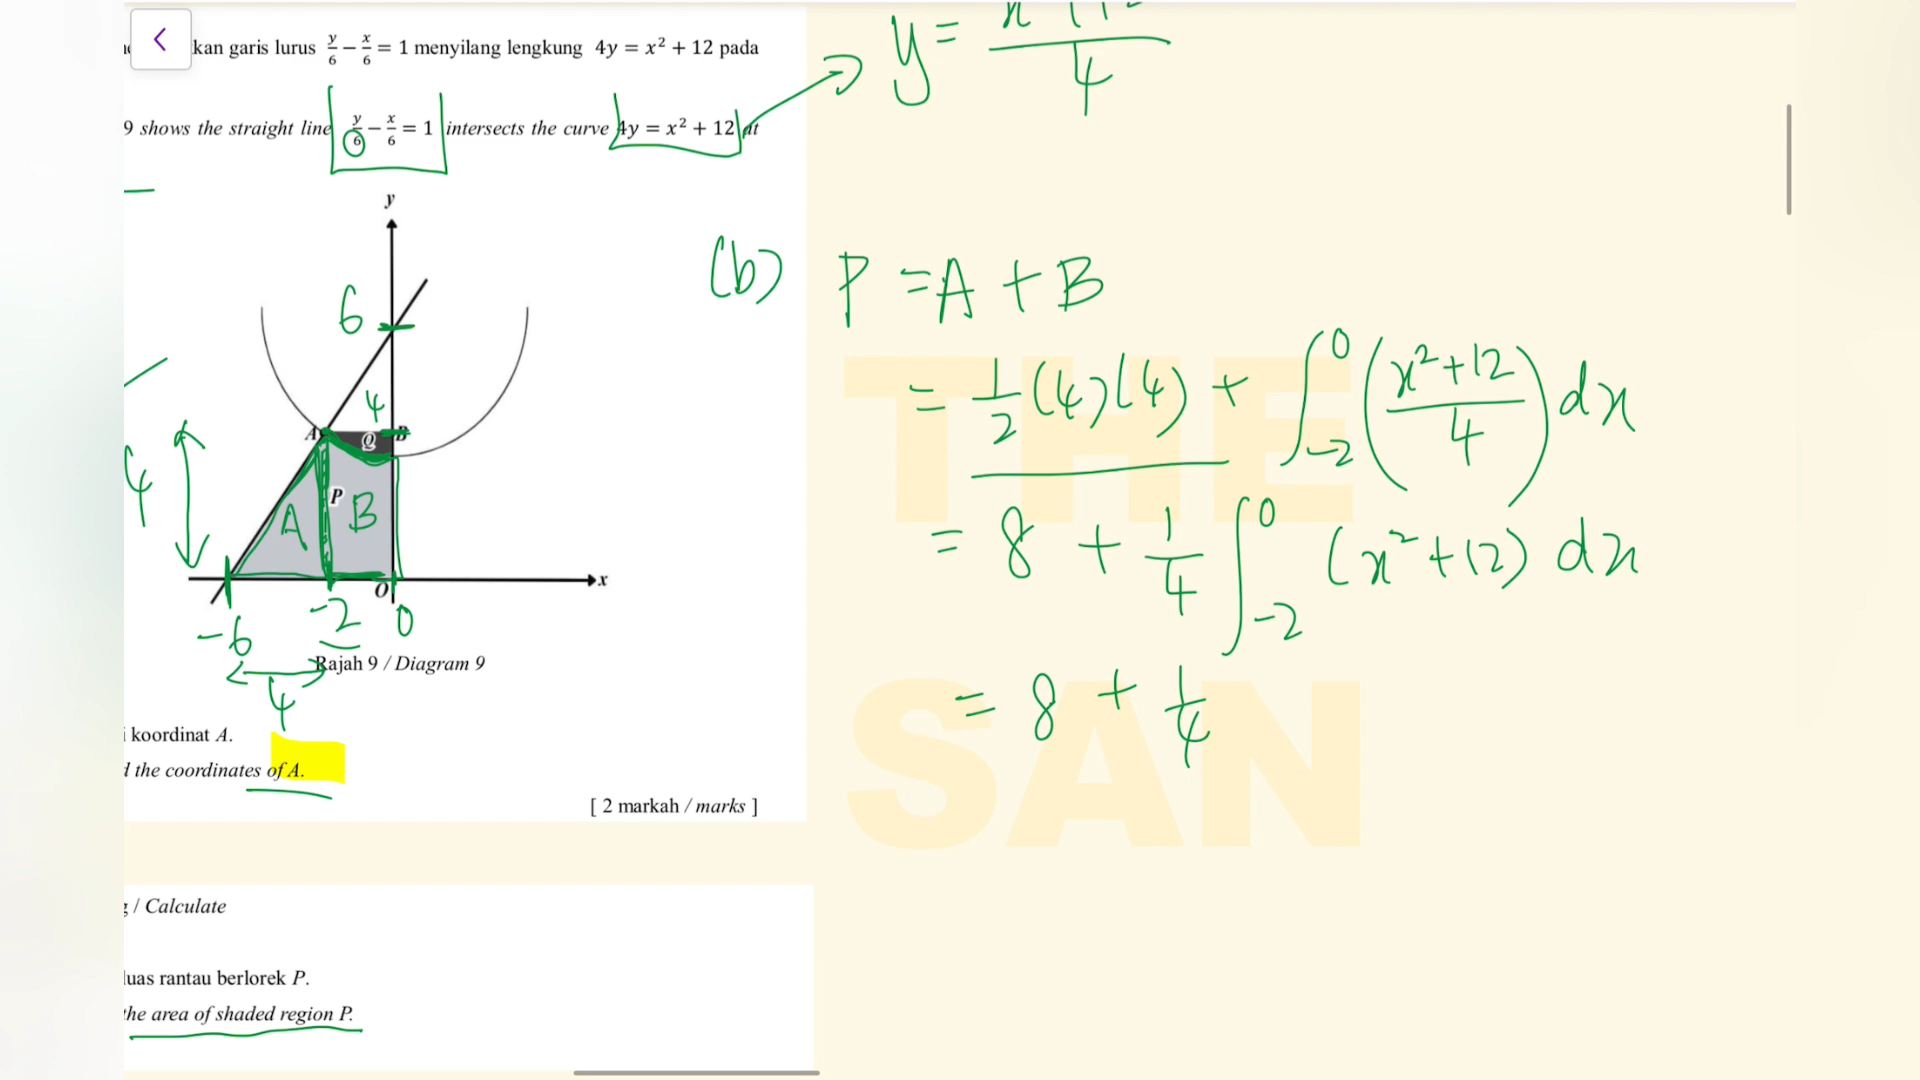 kan garis lurus y/6 − x/6 = 1 menyilang lengkung 4y = x² + 12 pada
9 shows the straight line y/6 − x/6 = 1 intersects the curve 4y = x² + 12 at
y
6
4
A
Q
B
4
P
A
B
O
x
-6
-2
0
4
Rajah 9 / Diagram 9
koordinat A.
the coordinates of A.
[ 2 markah / marks ]
/ Calculate
luas rantau berlorek P.
the area of shaded region P.
y = /4
(b) P = A + B
= 1/2 (4)(4) + ∫₋₂⁰ ((x² + 12)/4) dx
= 8 + 1/4 ∫₋₂⁰ (x² + 12) dx
= 8 + 1/4
THE
SAN